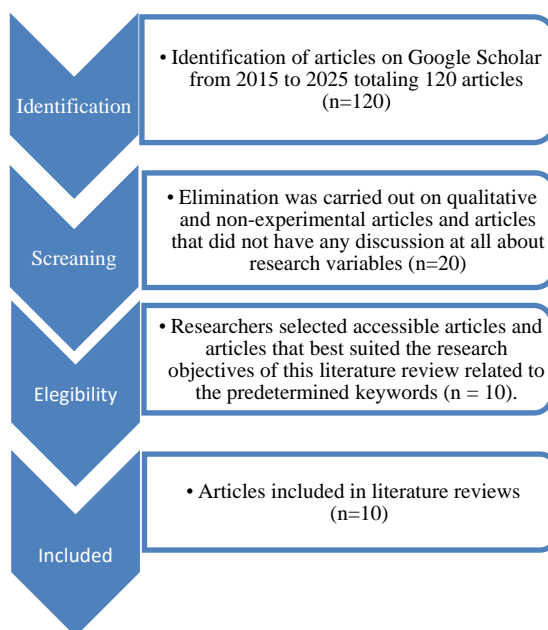 Identification
• Identification of articles on Google Scholar
from 2015 to 2025 totaling 120 articles
(n=120)
Screaning
• Elimination was carried out on qualitative
and non-experimental articles and articles
that did not have any discussion at all about
research variables (n=20)
Elegibility
• Researchers selected accessible articles and
articles that best suited the research
objectives of this literature review related to
the predetermined keywords (n = 10).
Included
• Articles included in literature reviews
(n=10)